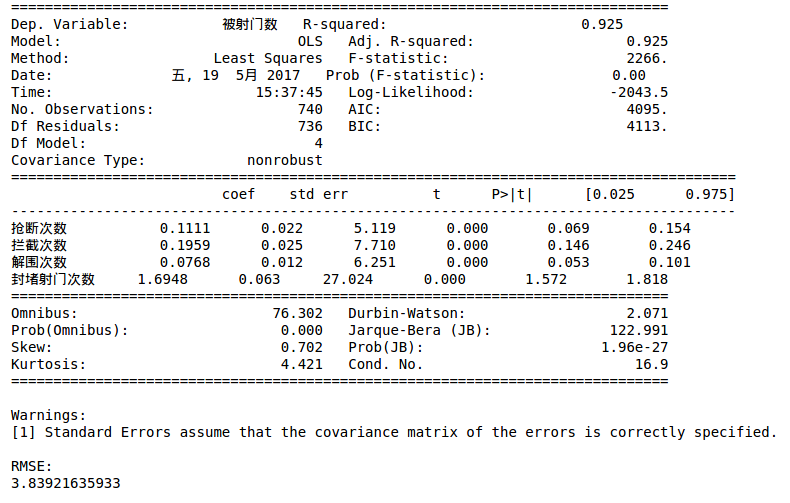 ==============================================================================
Dep. Variable: 被射门数 R-squared: 0.925
Model: OLS Adj. R-squared: 0.925
Method: Least Squares F-statistic: 2266.
Date: 五, 19 5月 2017 Prob (F-statistic): 0.00
Time: 15:37:45 Log-Likelihood: -2043.5
No. Observations: 740 AIC: 4095.
Df Residuals: 736 BIC: 4113.
Df Model: 4
Covariance Type: nonrobust
======================================================================================
coef std err t P>|t| [0.025 0.975]
--------------------------------------------------------------------------------------
抢断次数 0.1111 0.022 5.119 0.000 0.069 0.154
拦截次数 0.1959 0.025 7.710 0.000 0.146 0.246
解围次数 0.0768 0.012 6.251 0.000 0.053 0.101
封堵射门次数 1.6948 0.063 27.024 0.000 1.572 1.818
==============================================================================
Omnibus: 76.302 Durbin-Watson: 2.071
Prob(Omnibus): 0.000 Jarque-Bera (JB): 122.991
Skew: 0.702 Prob(JB): 1.96e-27
Kurtosis: 4.421 Cond. No. 16.9
==============================================================================
Warnings:
[1] Standard Errors assume that the covariance matrix of the errors is correctly specified.
RMSE:
3.83921635933